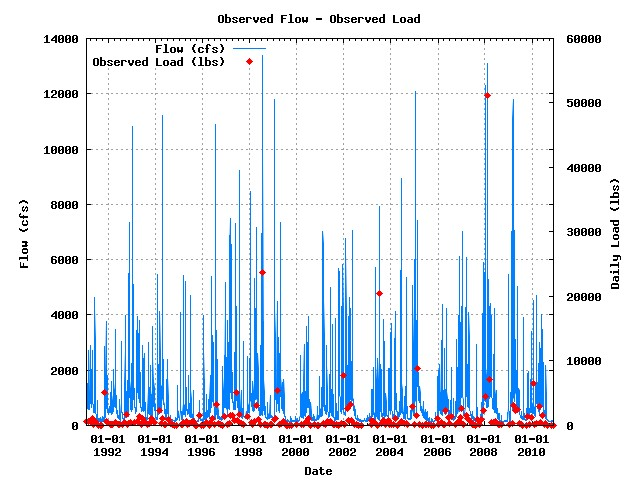 Observed Flow - Observed Load
Flow (cfs)
Observed Load (lbs)
14000
12000
10000
8000
6000
4000
2000
0
Flow (cfs)
60000
50000
40000
30000
20000
10000
0
Daily Load (lbs)
01-01 01-01 01-01 01-01 01-01 01-01 01-01 01-01 01-01 01-01
1992 1994 1996 1998 2000 2002 2004 2006 2008 2010
Date